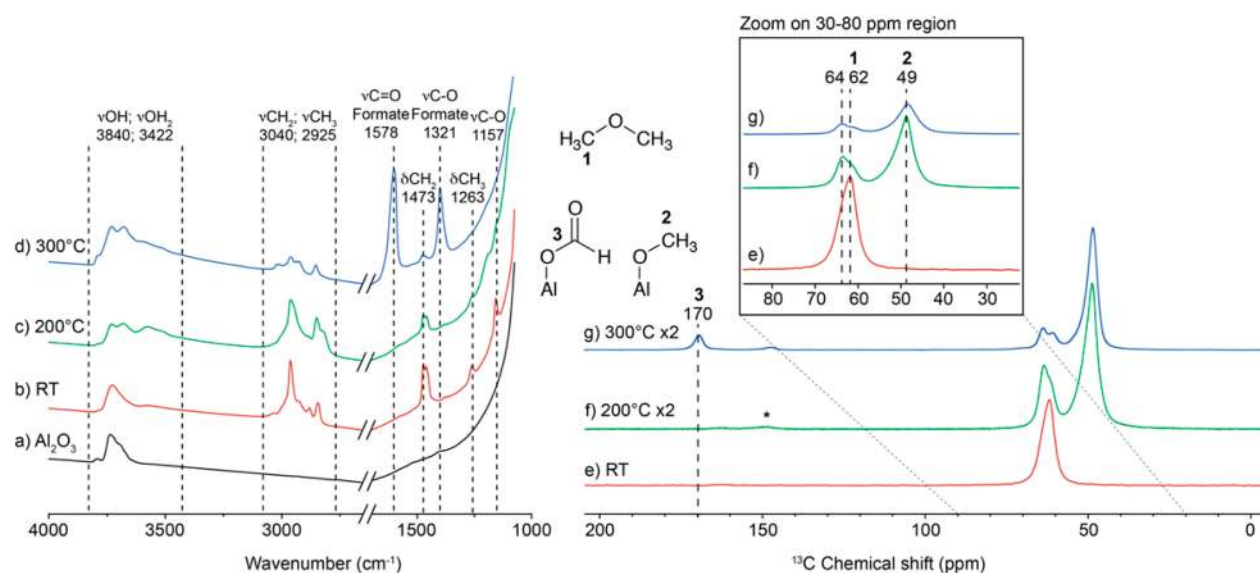 Zoom on 30-80 ppm region
1 2
64 62 49
g)
f)
e)
80 70 60 50 40 30
νOH; νOH2
3840; 3422
νCH2; νCH3
3040; 2925
νC=O
Formate
1578
νC-O
Formate
1321
νC-O
1157
δCH2
1473
δCH3
1263
d) 300°C
c) 200°C
b) RT
a) Al2O3
4000 3500 3000 1500 1000
Wavenumber (cm-1)
O
H3C CH3
1
O
3
O H
Al
2
O CH3
Al
3
170
g) 300°C x2
*
f) 200°C x2
e) RT
200 150 100 50 0
13C Chemical shift (ppm)